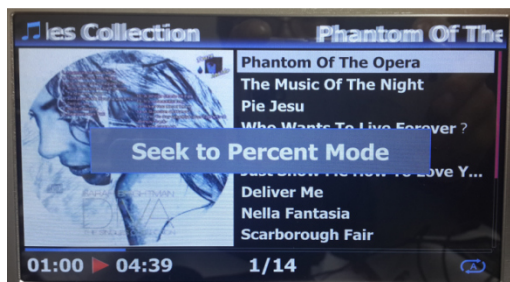 les Collection Phantom Of The
Phantom Of The Opera
The Music Of The Night
Pie Jesu
Who Wants To Live Forever ?
Seek to Percent Mode
Just Show Me How To Love Y...
Deliver Me
Nella Fantasia
Scarborough Fair
DIVA
01:00 04:39 1/14 A